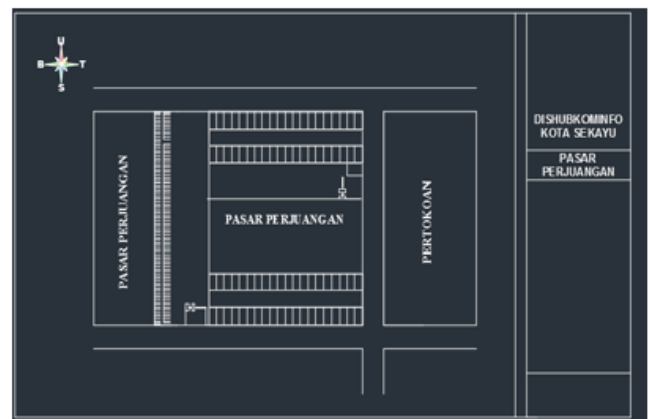 U
B T
S
PASAR PERJUANGAN
PASAR PERJUANGAN
PERTOKOAN
DISHUBKOMINFO
KOTA SEKAYU
PASAR
PERJUANGAN